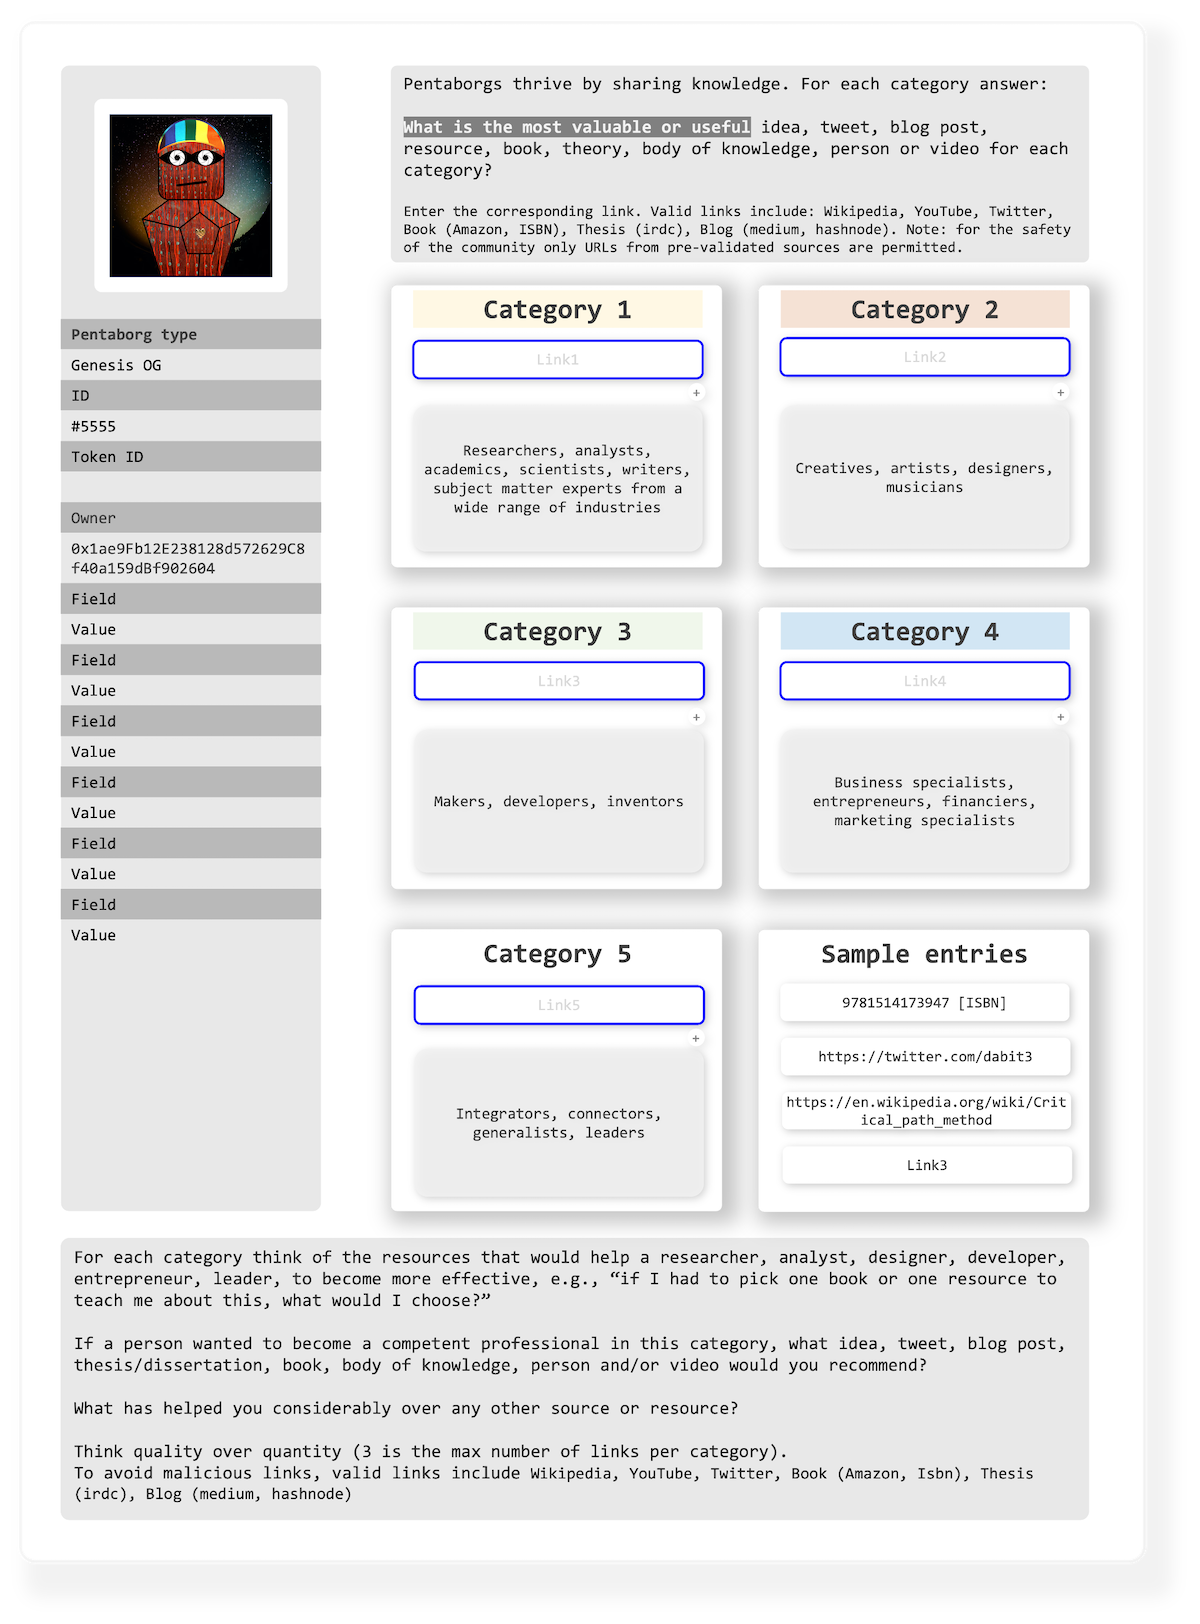 Pentaborgs thrive by sharing knowledge. For each category answer:
What is the most valuable or useful idea, tweet, blog post,
resource, book, theory, body of knowledge, person or video for each
category?
Enter the corresponding link. Valid links include: Wikipedia, YouTube, Twitter,
Book (Amazon, ISBN), Thesis (irdc), Blog (medium, hashnode). Note: for the safety
of the community only URLs from pre-validated sources are permitted.
Pentaborg type
Genesis OG
ID
#5555
Token ID
Owner
0x1ae9Fb12E238128d572629C8
f40a159dBf902604
Field
Value
Field
Value
Field
Value
Field
Value
Field
Value
Field
Value
Category 1
Link1
+
Researchers, analysts,
academics, scientists, writers,
subject matter experts from a
wide range of industries
Category 2
Link2
+
Creatives, artists, designers,
musicians
Category 3
Link3
+
Makers, developers, inventors
Category 4
Link4
+
Business specialists,
entrepreneurs, financiers,
marketing specialists
Category 5
Link5
+
Integrators, connectors,
generalists, leaders
Sample entries
9781514173947 [ISBN]
https://twitter.com/dabit3
https://en.wikipedia.org/wiki/Crit
ical_path_method
Link3
For each category think of the resources that would help a researcher, analyst, designer, developer,
entrepreneur, leader, to become more effective, e.g., “if I had to pick one book or one resource to
teach me about this, what would I choose?”
If a person wanted to become a competent professional in this category, what idea, tweet, blog post,
thesis/dissertation, book, body of knowledge, person and/or video would you recommend?
What has helped you considerably over any other source or resource?
Think quality over quantity (3 is the max number of links per category).
To avoid malicious links, valid links include Wikipedia, YouTube, Twitter, Book (Amazon, Isbn), Thesis
(irdc), Blog (medium, hashnode)